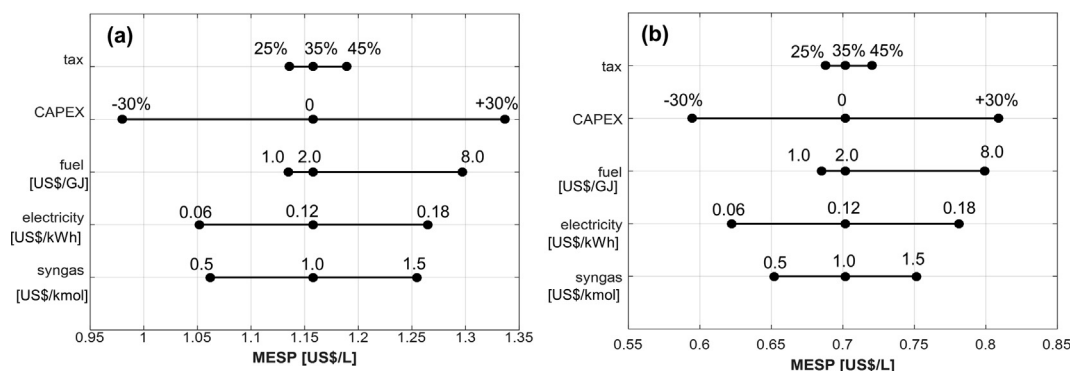 (a)
25% 35% 45%
tax
-30% 0 +30%
CAPEX
1.0 2.0 8.0
fuel
[US$/GJ]
0.06 0.12 0.18
electricity
[US$/kWh]
0.5 1.0 1.5
syngas
[US$/kmol]
0.95 1 1.05 1.1 1.15 1.2 1.25 1.3 1.35
MESP [US$/L]
(b)
25% 35% 45%
tax
-30% 0 +30%
CAPEX
1.0 2.0 8.0
fuel
[US$/GJ]
0.06 0.12 0.18
electricity
[US$/kWh]
0.5 1.0 1.5
syngas
[US$/kmol]
0.55 0.6 0.65 0.7 0.75 0.8 0.85
MESP [US$/L]